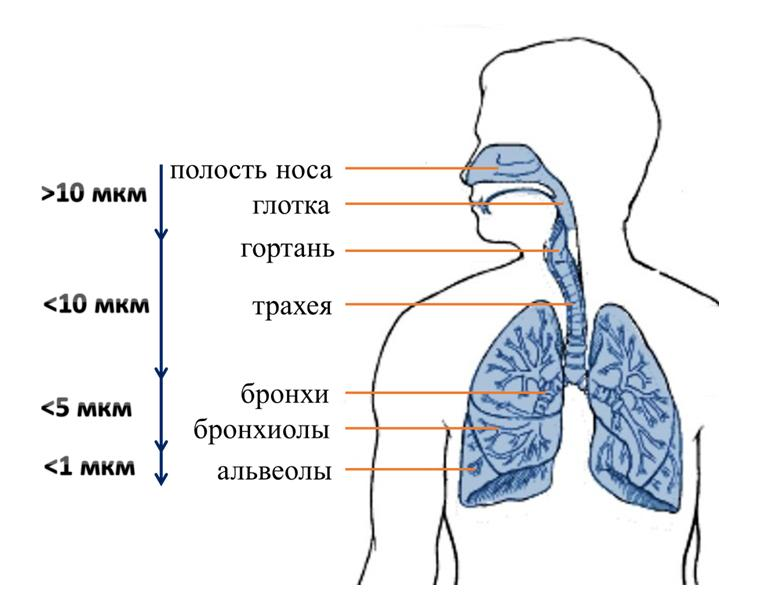 полость носа
>10 мкм
глотка
гортань
<10 мкм
трахея
бронхи
<5 мкм
бронхиолы
<1 мкм
альвеолы